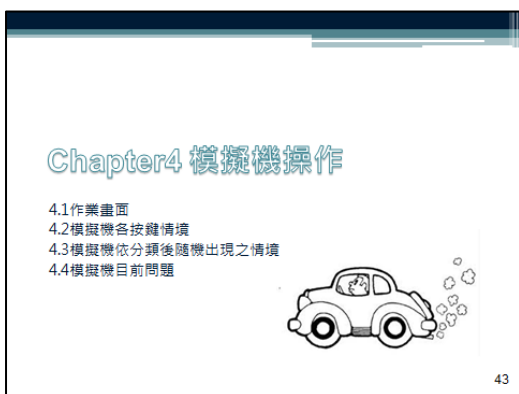 Chapter4 模擬機操作
4.1作業畫面
4.2模擬機各按鍵情境
4.3模擬機依分類後隨機出現之情境
4.4模擬機目前問題
43